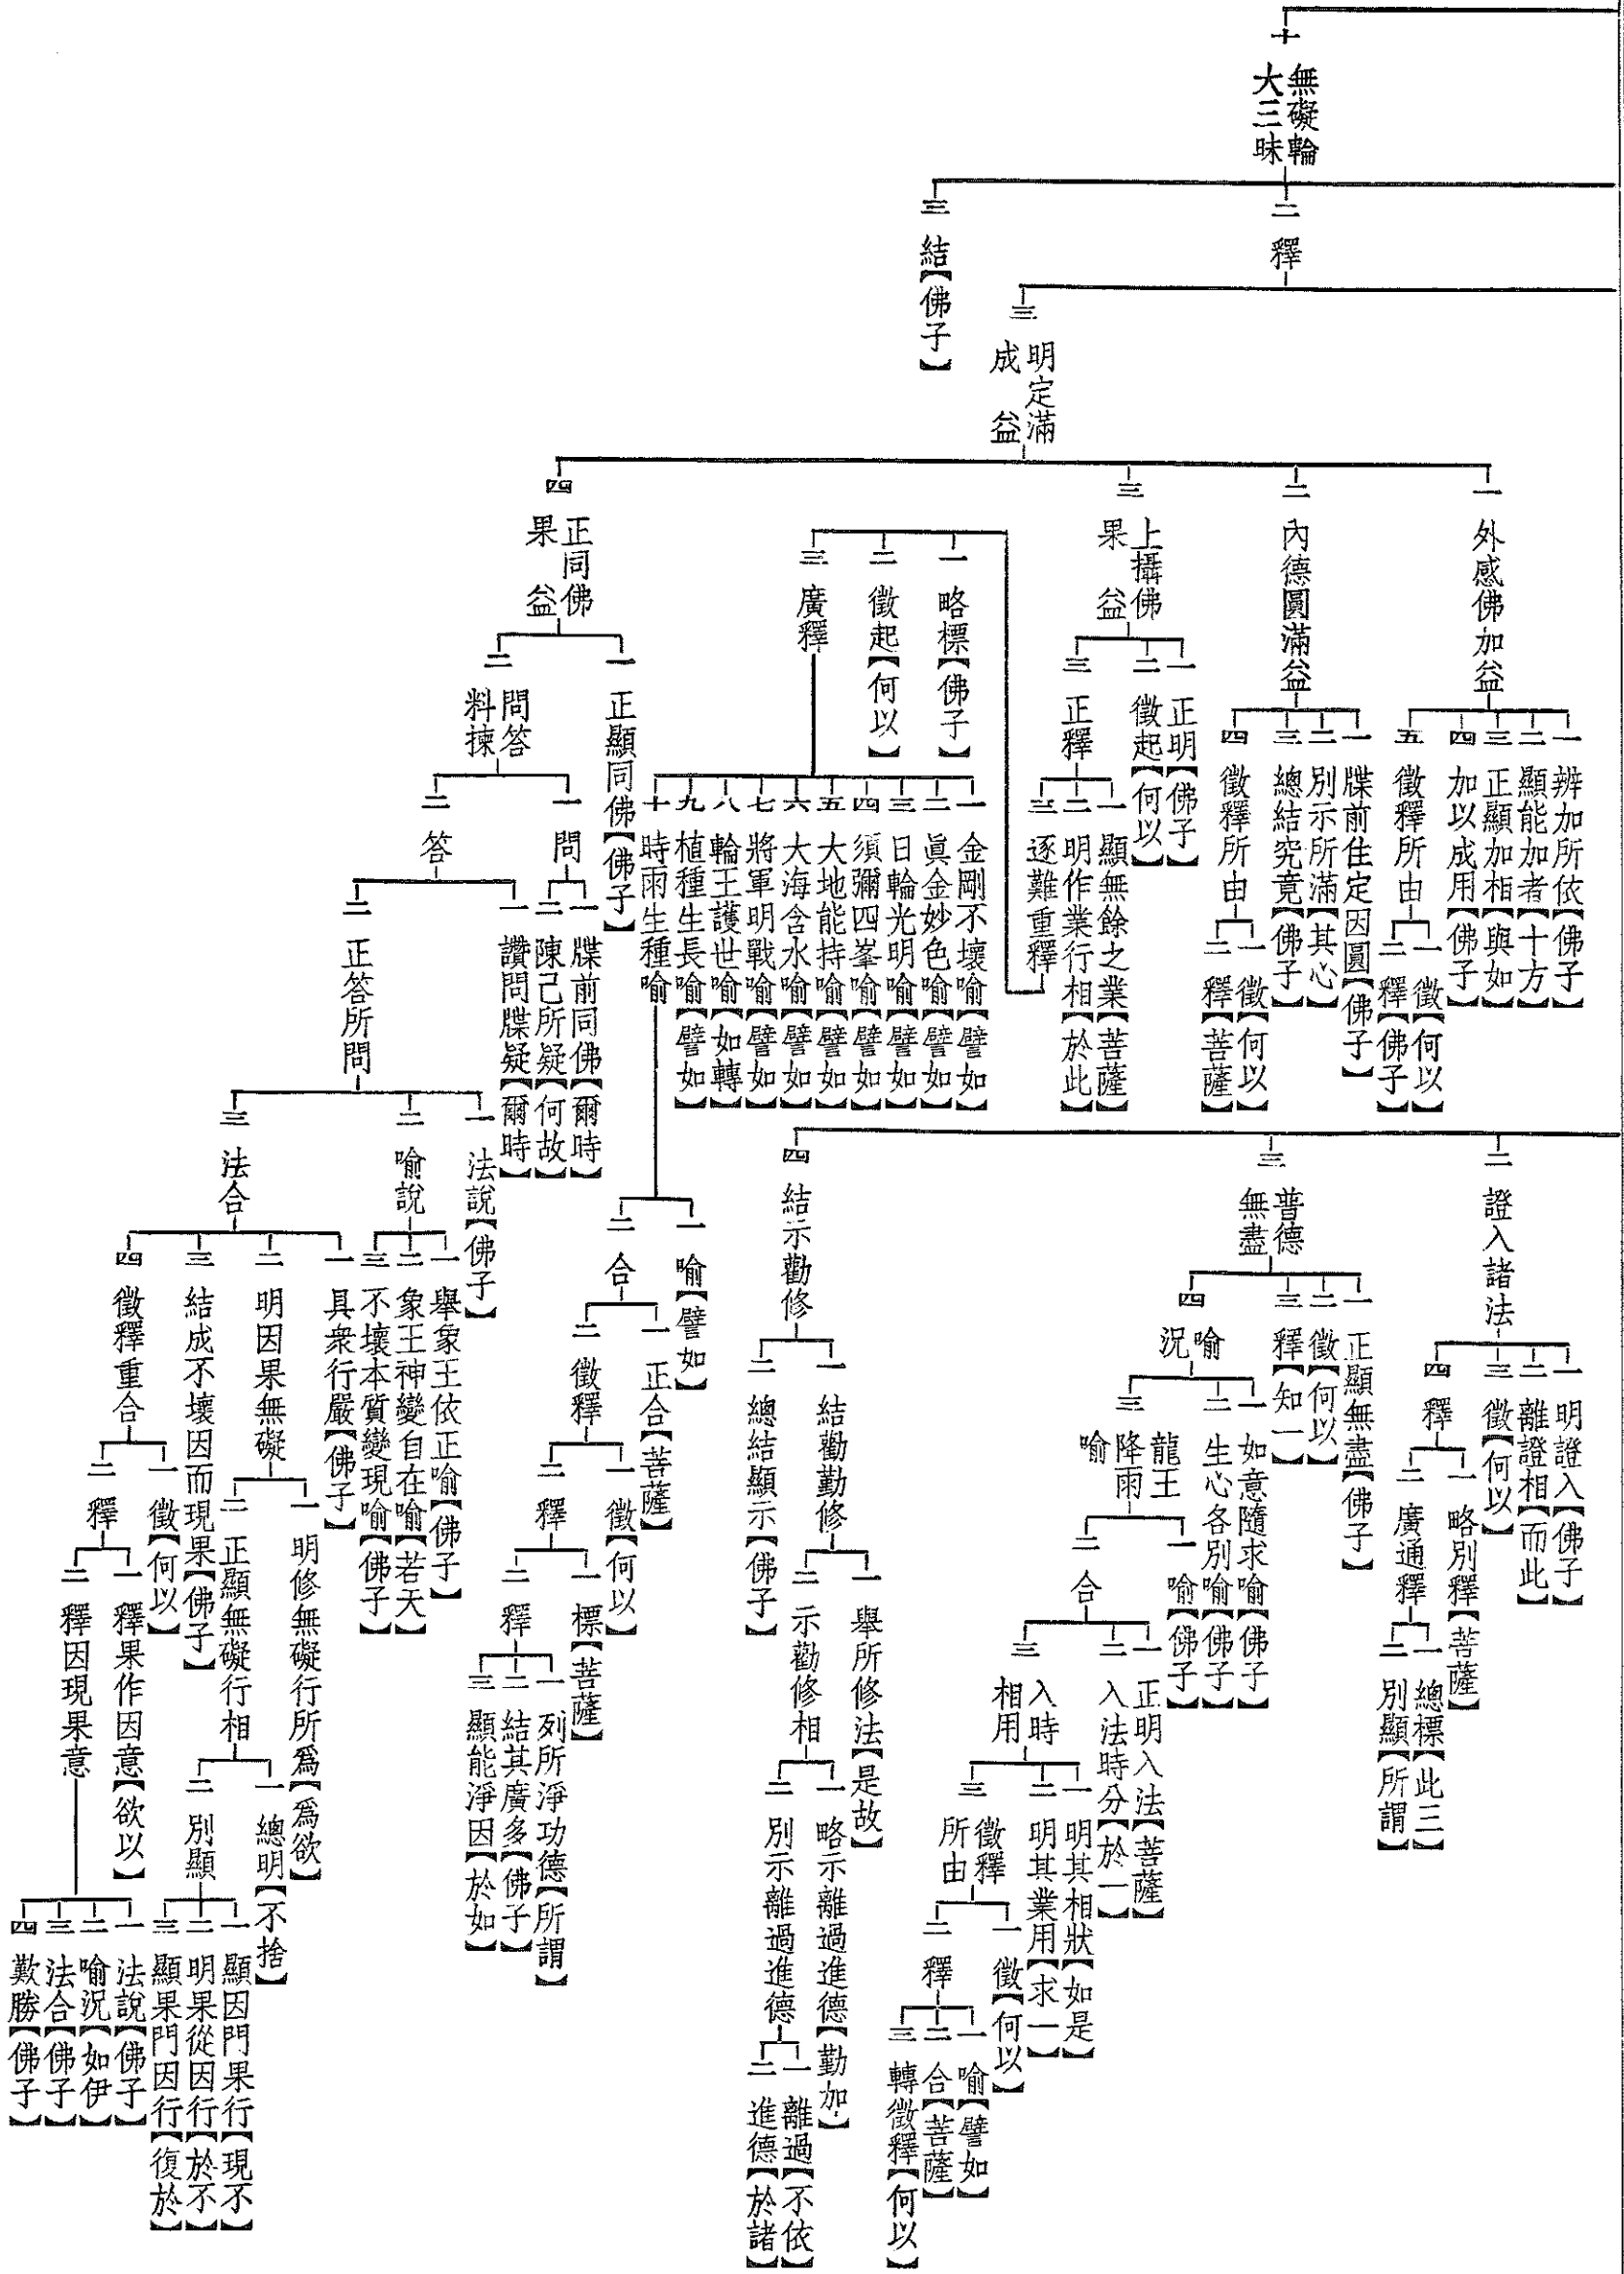 十 無礙輪大三昧
二 釋
三 結【佛子】
三 明定滿成益
一 外感佛加益
一 辨加所依【佛子】
二 顯能加者【十方】
三 正顯加相【與如】
四 加以成用【佛子】
五 徵釋所由
一 徵【何以】
二 釋【佛子】
二 內德圓滿益
一 牒前住定因圓【佛子】
二 別示所滿【其心】
三 總結究竟【佛子】
四 徵釋所由
一 徵【何以】
二 釋【菩薩】
三 上攝佛果益
一 正明【佛子】
二 徵起【何以】
三 正釋
一 顯無餘之業【菩薩】
二 明作業行相【於此】
三 逐難重釋
一 略標【佛子】
二 徵起【何以】
三 廣釋
一 金剛不壞喻【譬如】
二 眞金妙色喻【譬如】
三 日輪光明喻【譬如】
四 須彌四峯喻【譬如】
五 大地能持喻【譬如】
六 大海含水喻【譬如】
七 將軍明戰喻【譬如】
八 輪王護世喻【如轉】
九 植種生長喻【譬如】
十 時雨生種喻
一 喻【譬如】
二 合
一 正合【菩薩】
二 徵釋
一 徵【何以】
二 釋
一 標【菩薩】
二 釋
一 列所淨功德【所謂】
二 結其廣多【佛子】
三 顯能淨因【於如】
四 正同佛果益
一 正顯同佛【佛子】
二 問答料揀
一 問
一 牒前同佛【爾時】
二 陳己所疑【何故】
二 答
一 讚問牒疑【爾時】
二 正答所問
一 法說【佛子】
二 喻說
一 舉象王依正喻【佛子】
二 象王神變自在喻【若天】
三 不壞本質變現喻【佛子】
三 法合
一 具衆行嚴【佛子】
二 明因果無礙
一 明修無礙行所爲【爲欲】
二 正顯無礙行相
一 總明【不捨】
二 別顯
一 顯因門果行【現不】
二 明果從因行【於不】
三 顯果門因行【復於】
三 結成不壞因而現果【佛子】
四 徵釋重合
一 徵【何以】
二 釋
一 釋果作因意【欲以】
二 釋因現果意
一 法說【佛子】
二 喻況【如伊】
三 法合【佛子】
四 歎勝【佛子】
二 證入諸法
一 明證入【佛子】
二 離證相【而此】
三 徵【何以】
四 釋
一 略別釋【菩薩】
二 廣通釋
一 總標【此三】
二 別顯【所謂】
三 普德無盡
一 正顯無盡【佛子】
二 徵【何以】
三 釋【知一】
四 喻況
一 如意隨求喻【佛子】
二 生心各別喻【佛子】
三 龍王降雨喻
一 喻【佛子】
二 合
一 正明入法【菩薩】
二 入法時分【於一】
三 入時相用
一 明其相狀【如是】
二 明其業用【求一】
三 徵釋所由
一 徵【何以】
二 釋
一 喻【譬如】
二 合【菩薩】
三 轉徵釋【何以】
四 結示勸修
一 結勸勤修
一 舉所修法【是故】
二 示勸修相
一 略示離過進德【勤加】
二 別示離過進德
一 離過【不依】
二 進德【於諸】
二 總結顯示【佛子】